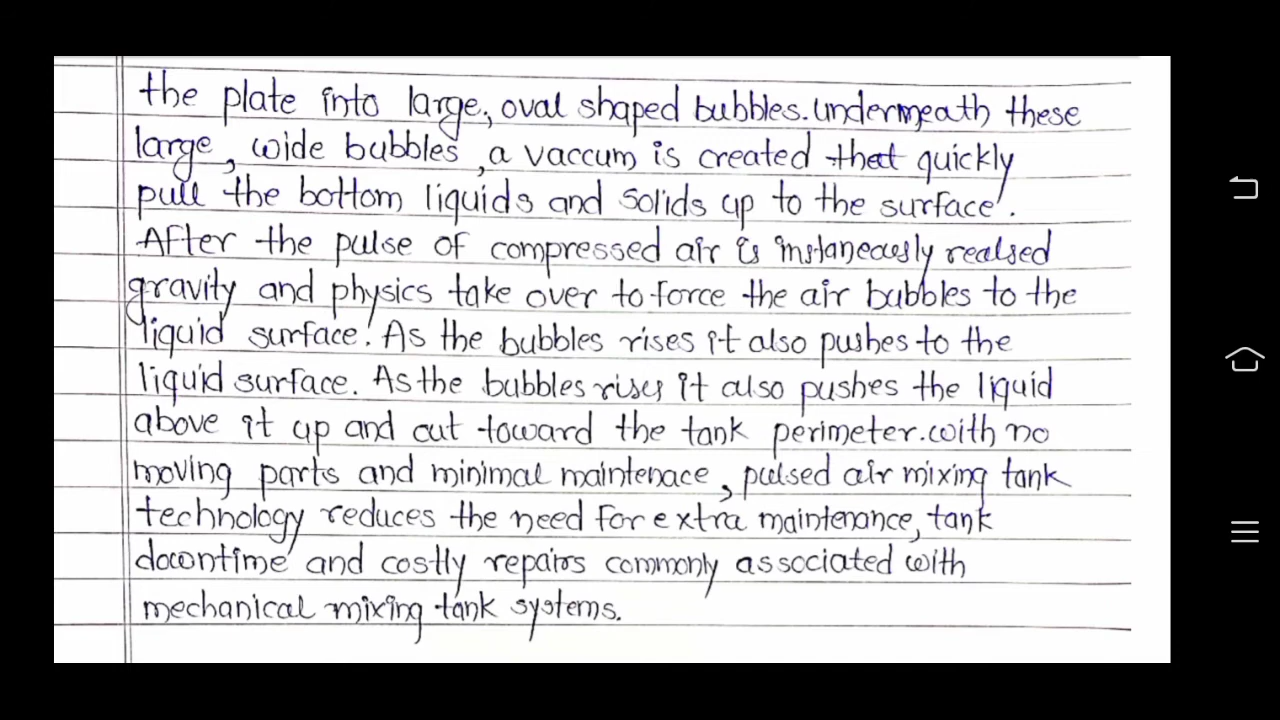 the plate into large, oval shaped bubbles. Underneath these
large, wide bubbles, a vaccum is created that quickly
pull the bottom liquids and solids up to the surface.
After the pulse of compressed air is instaneously realsed
gravity and physics take over to force the air bubbles to the
liquid surface. As the bubbles rises it also pushes to the
liquid surface. As the bubbles rises it also pushes the liquid
above it up and out toward the tank perimeter. with no
moving parts and minimal maintenace, pulsed air mixing tank
technology reduces the need for extra maintenance, tank
downtime and costly repairs commonly associated with
mechanical mixing tank systems.